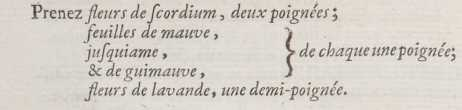 Prenez fleurs de ſcordium, deux poignées;
feuilles de mauve,
juſquiame, } de chaque une poignée;
& de guimauve,
fleurs de lavande, une demi-poignée.